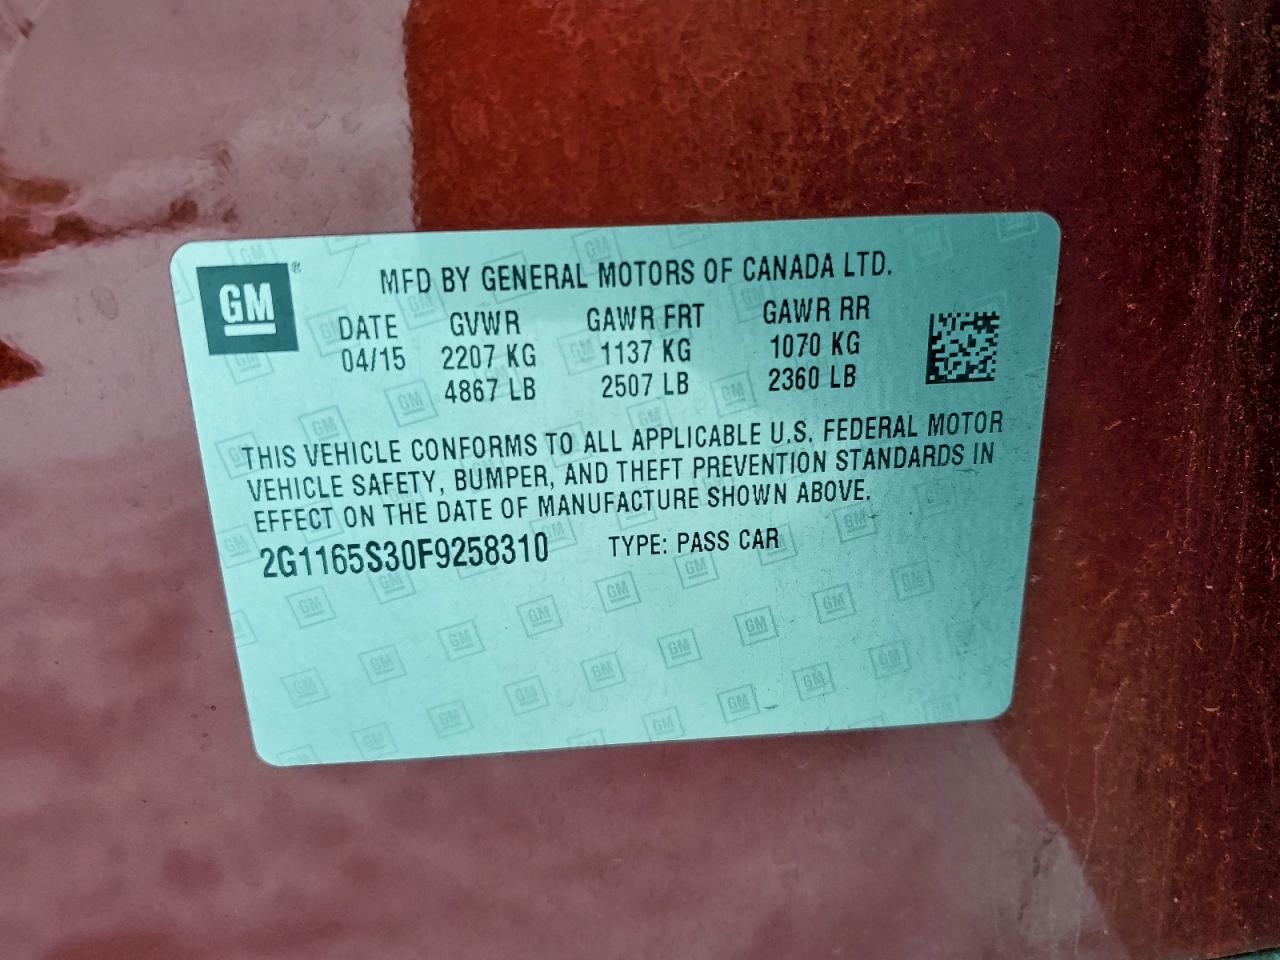 GM®
MFD BY GENERAL MOTORS OF CANADA LTD.
DATE GVWR GAWR FRT GAWR RR
04/15 2207 KG 1137 KG 1070 KG
4867 LB 2507 LB 2360 LB
THIS VEHICLE CONFORMS TO ALL APPLICABLE U.S. FEDERAL MOTOR
VEHICLE SAFETY, BUMPER, AND THEFT PREVENTION STANDARDS IN
EFFECT ON THE DATE OF MANUFACTURE SHOWN ABOVE.
2G1165S30F9258310 TYPE: PASS CAR